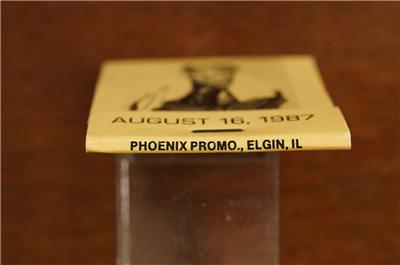 AUGUST 16, 1987
PHOENIX PROMO., ELGIN, IL